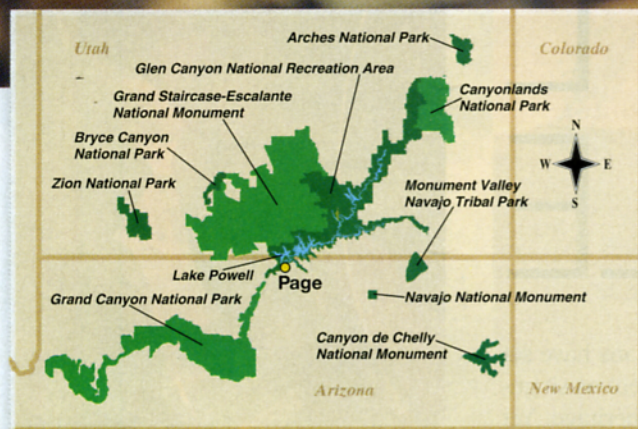 Utah
Arches National Park
Colorado
Glen Canyon National Recreation Area
Canyonlands
National Park
Grand Staircase-Escalante
National Monument
Bryce Canyon
National Park
N
W
E
S
Zion National Park
Monument Valley
Navajo Tribal Park
Lake Powell
Page
Grand Canyon National Park
Navajo National Monument
Canyon de Chelly
National Monument
Arizona
New Mexico